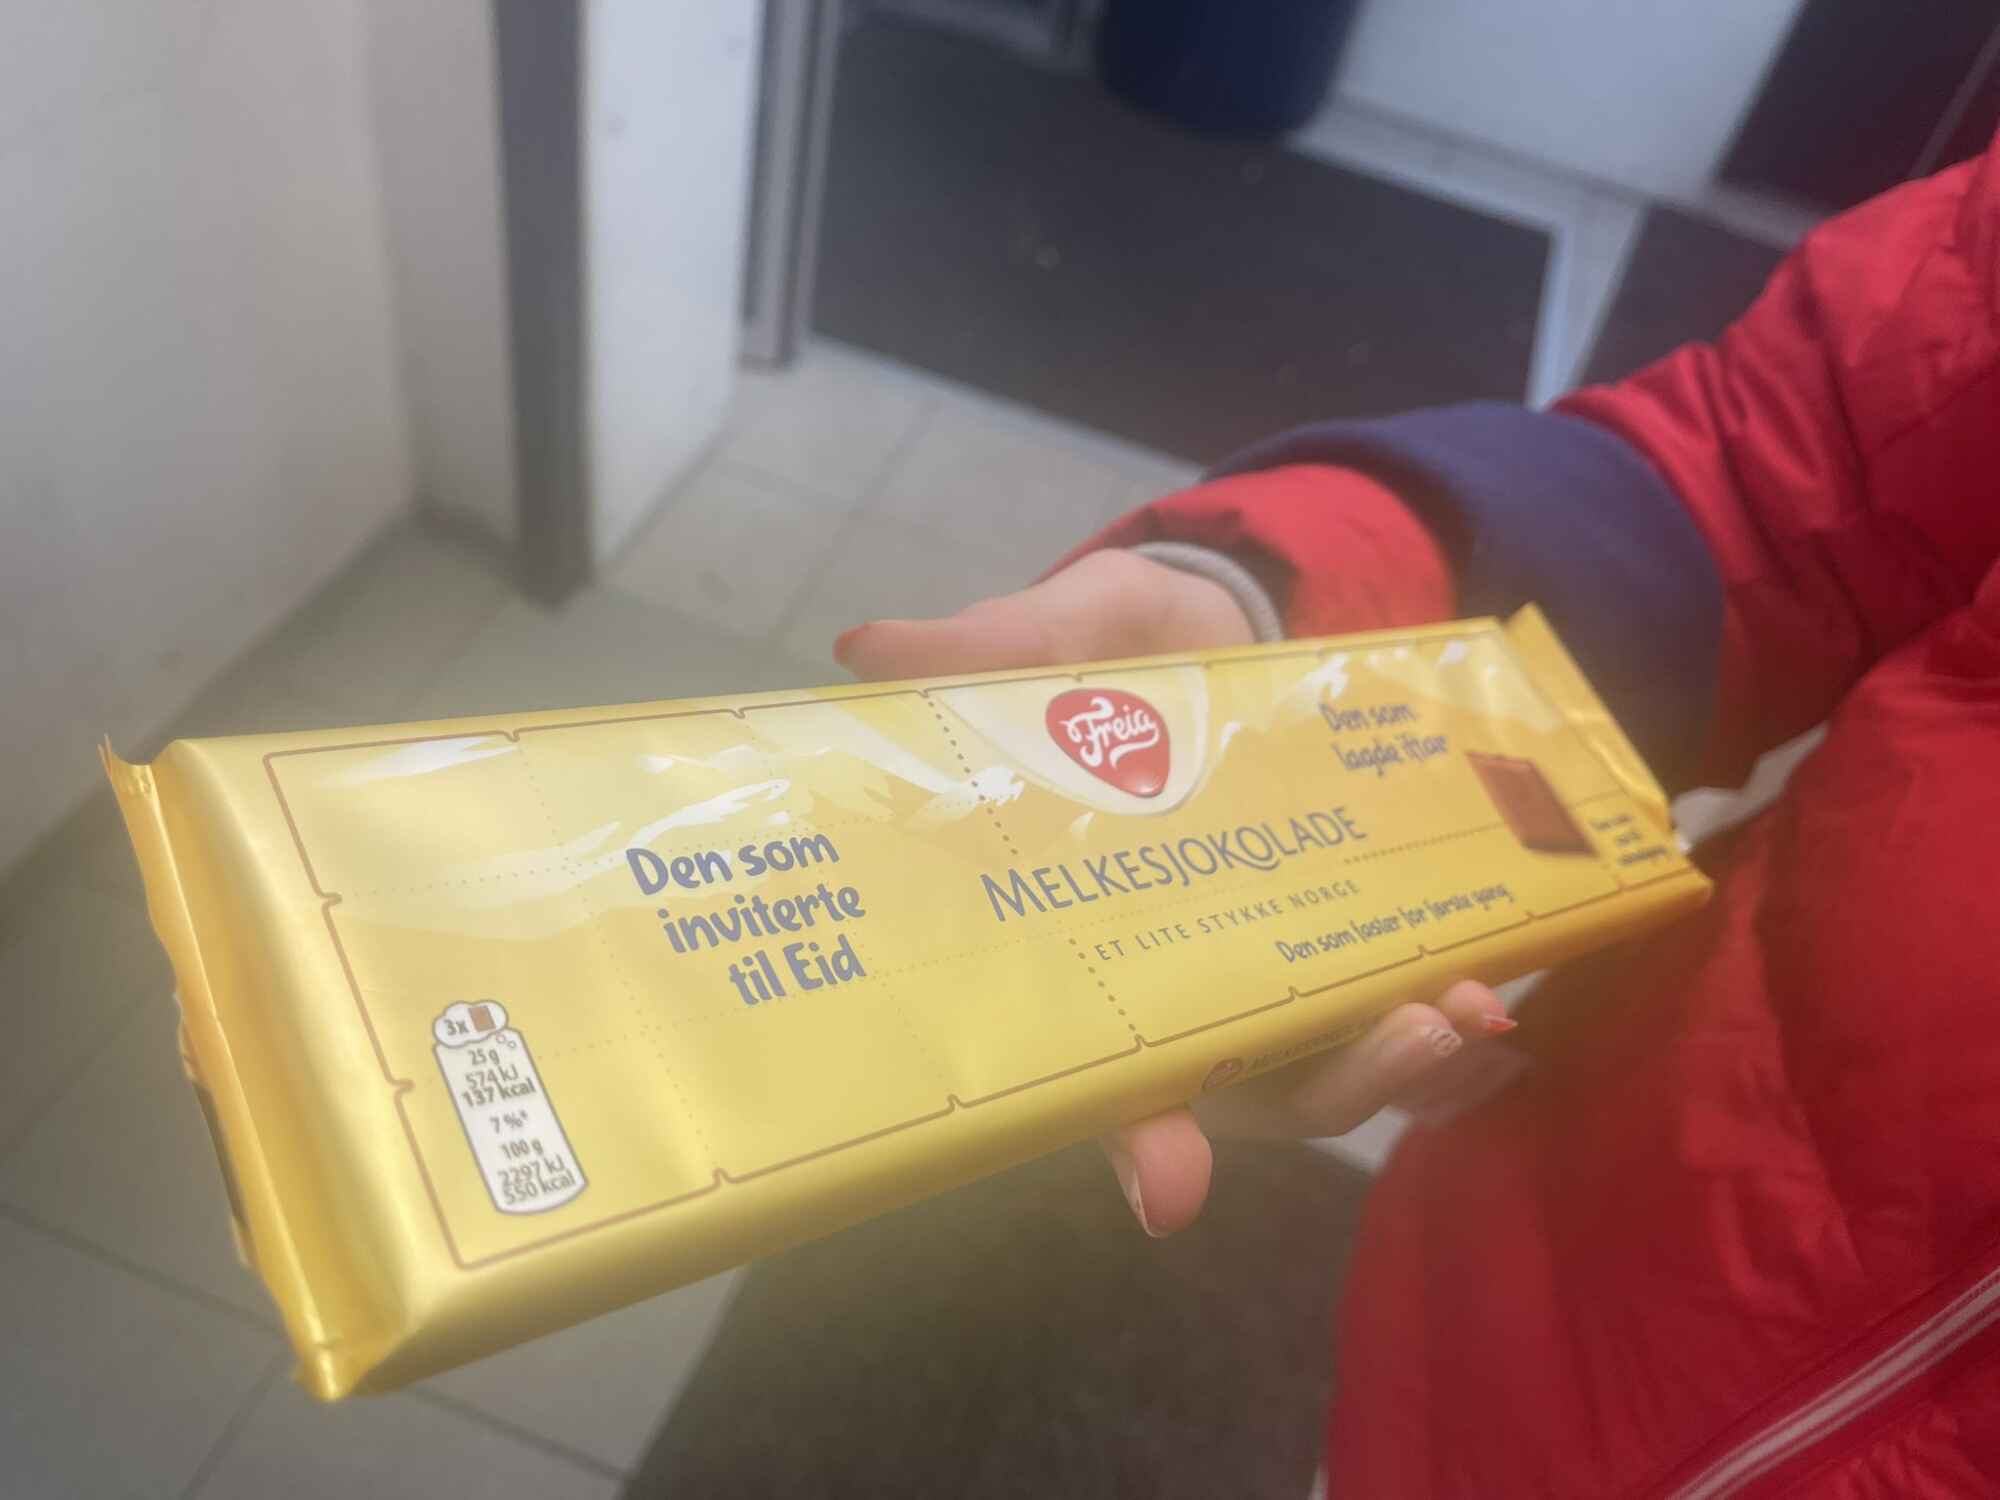 Freia
Den som
lagde iftar
Den som
inviterte
til Eid
MELKESJOKOLADE
ET LITE STYKKE NORGE
Den som faster for første gang
3x
25 g
574 kJ
137 kcal
7 %*
100 g
2297 kJ
550 kcal